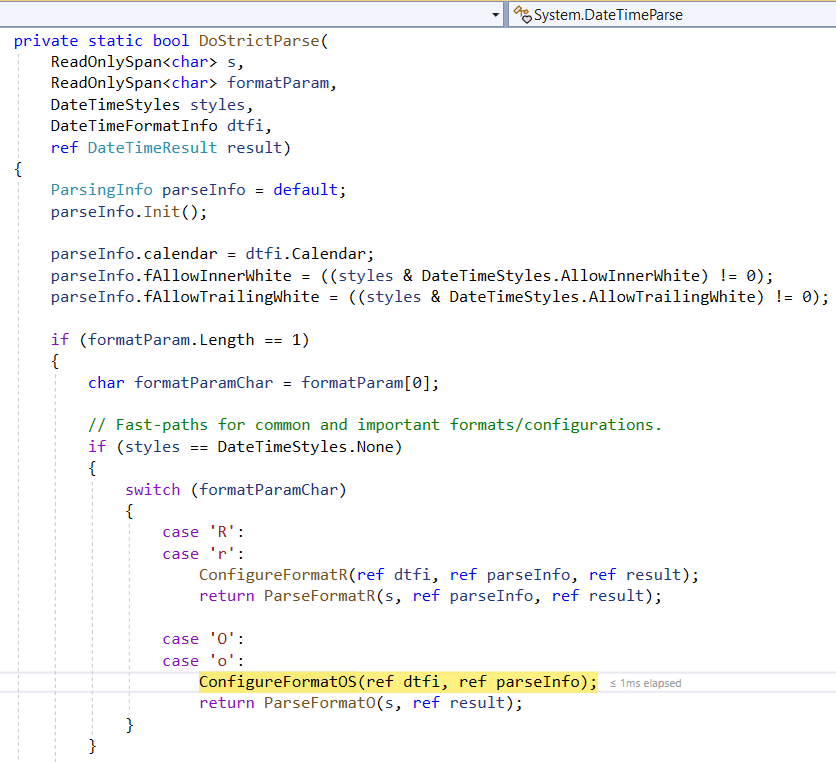 System.DateTimeParse
private static bool DoStrictParse(
    ReadOnlySpan<char> s,
    ReadOnlySpan<char> formatParam,
    DateTimeStyles styles,
    DateTimeFormatInfo dtfi,
    ref DateTimeResult result)
{
    ParsingInfo parseInfo = default;
    parseInfo.Init();

    parseInfo.calendar = dtfi.Calendar;
    parseInfo.fAllowInnerWhite = ((styles & DateTimeStyles.AllowInnerWhite) != 0);
    parseInfo.fAllowTrailingWhite = ((styles & DateTimeStyles.AllowTrailingWhite) != 0);

    if (formatParam.Length == 1)
    {
        char formatParamChar = formatParam[0];

        // Fast-paths for common and important formats/configurations.
        if (styles == DateTimeStyles.None)
        {
            switch (formatParamChar)
            {
                case 'R':
                case 'r':
                    ConfigureFormatR(ref dtfi, ref parseInfo, ref result);
                    return ParseFormatR(s, ref parseInfo, ref result);

                case 'O':
                case 'o':
                    ConfigureFormatOS(ref dtfi, ref parseInfo); ≤ 1ms elapsed
                    return ParseFormatO(s, ref result);
            }
        }